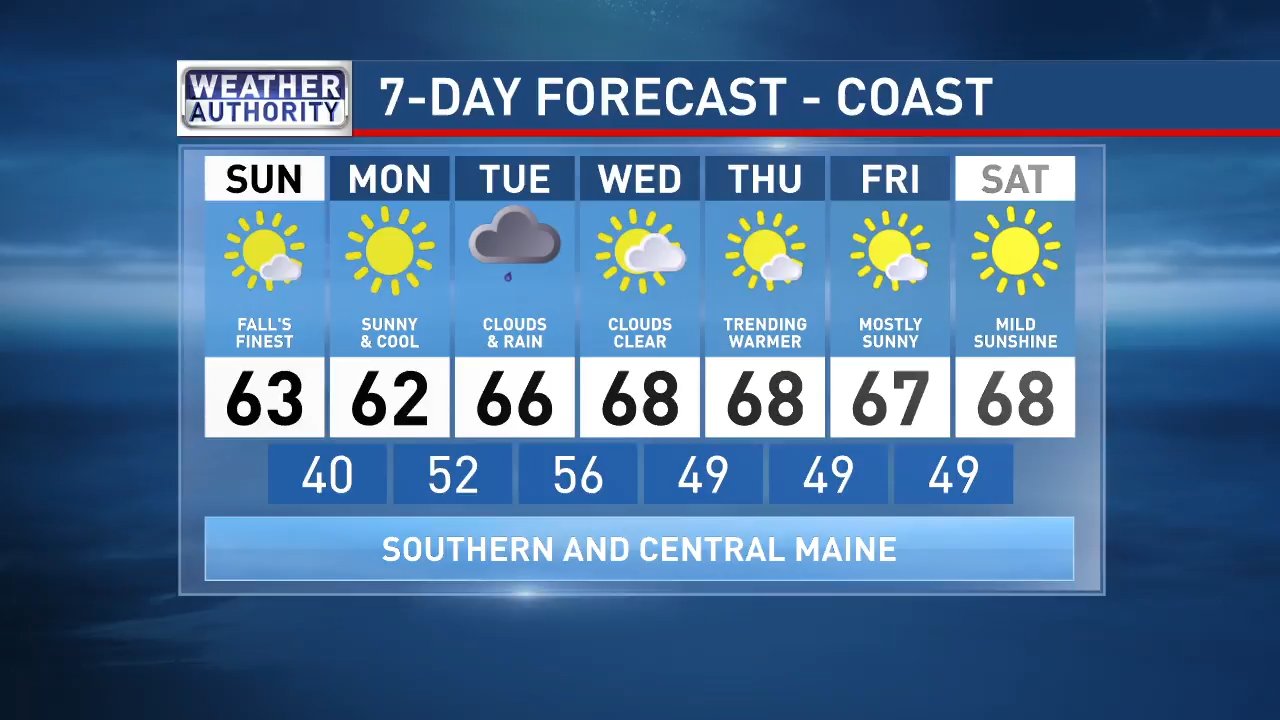 WEATHER
AUTHORITY
7-DAY FORECAST - COAST
SUN MON TUE WED THU FRI SAT
FALL'S
FINEST
SUNNY
& COOL
CLOUDS
& RAIN
CLOUDS
CLEAR
TRENDING
WARMER
MOSTLY
SUNNY
MILD
SUNSHINE
63 62 66 68 68 67 68
40 52 56 49 49 49
SOUTHERN AND CENTRAL MAINE